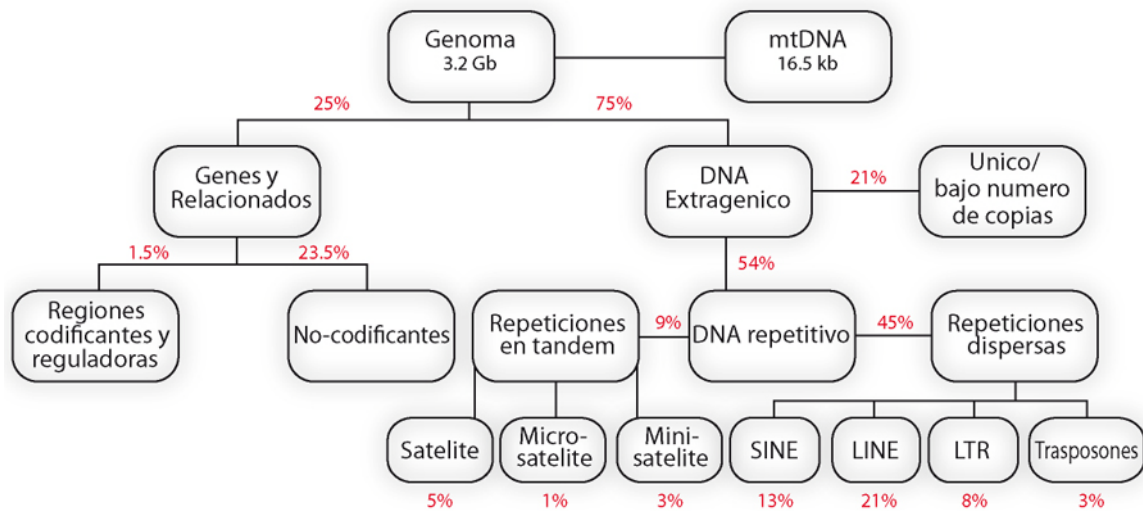 Genoma
3.2 Gb
mtDNA
16.5 kb
25%
75%
Genes y
Relacionados
DNA
Extragenico
21%
Unico/
bajo numero
de copias
1.5%
23.5%
54%
Regiones
codificantes y
reguladoras
No-codificantes
Repeticiones
en tandem
9%
DNA repetitivo
45%
Repeticiones
dispersas
Satelite
Micro-
satelite
Mini-
satelite
SINE
LINE
LTR
Trasposones
5%
1%
3%
13%
21%
8%
3%